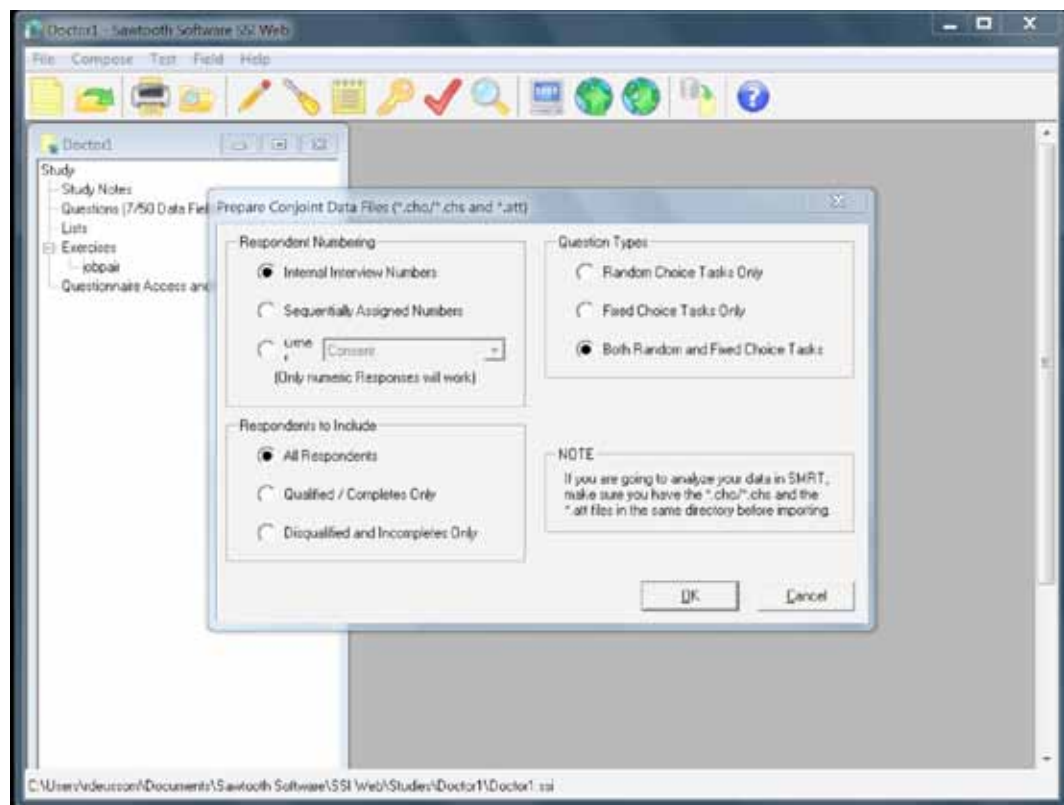 Doctor1 - Sawtooth Software SSI Web
File Compose Test Field Help
Doctor1
Study
Study Notes
Questions (7/50 Data Fiel
Lists
Exercises
jobpair
Questionnaire Access and
Prepare Conjoint Data Files (*.cho/*.chs and *.att)
Respondent Numbering
Internal Interview Numbers
Sequentially Assigned Numbers
Consent
(Only numeric Responses will work)
Respondents to Include
All Respondents
Qualified / Completes Only
Disqualified and Incompletes Only
Question Types
Random Choice Tasks Only
Fixed Choice Tasks Only
Both Random and Fixed Choice Tasks
NOTE
If you are going to analyze your data in SMRT,
make sure you have the *.cho/*.chs and the
*.att files in the same directory before importing.
OK
Cancel
C:\Users\rdeusson\Documents\Sawtooth Software\SSI Web\Studies\Doctor1\Doctor1.ssi